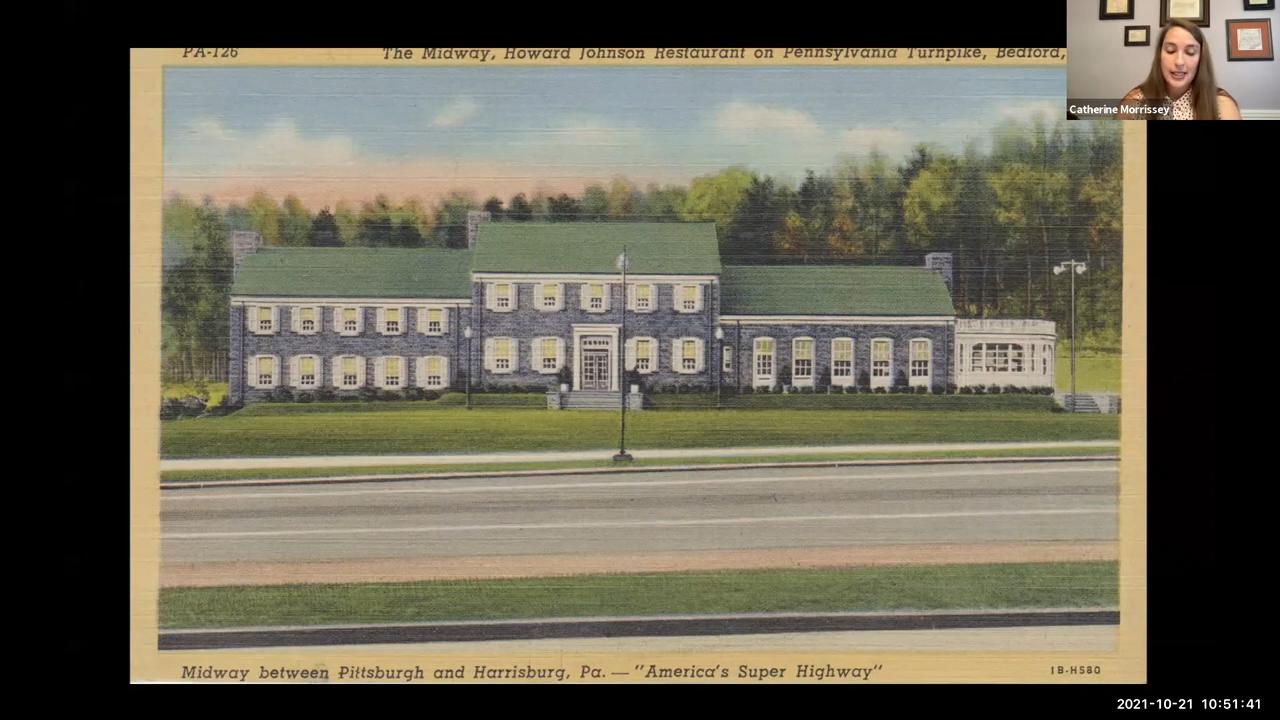 PA-126
The Midway, Howard Johnson Restaurant on Pennsylvania Turnpike, Bedford,
Catherine Morrissey
Midway between Pittsburgh and Harrisburg, Pa. — "America's Super Highway"
1B-H580
2021-10-21 10:51:41